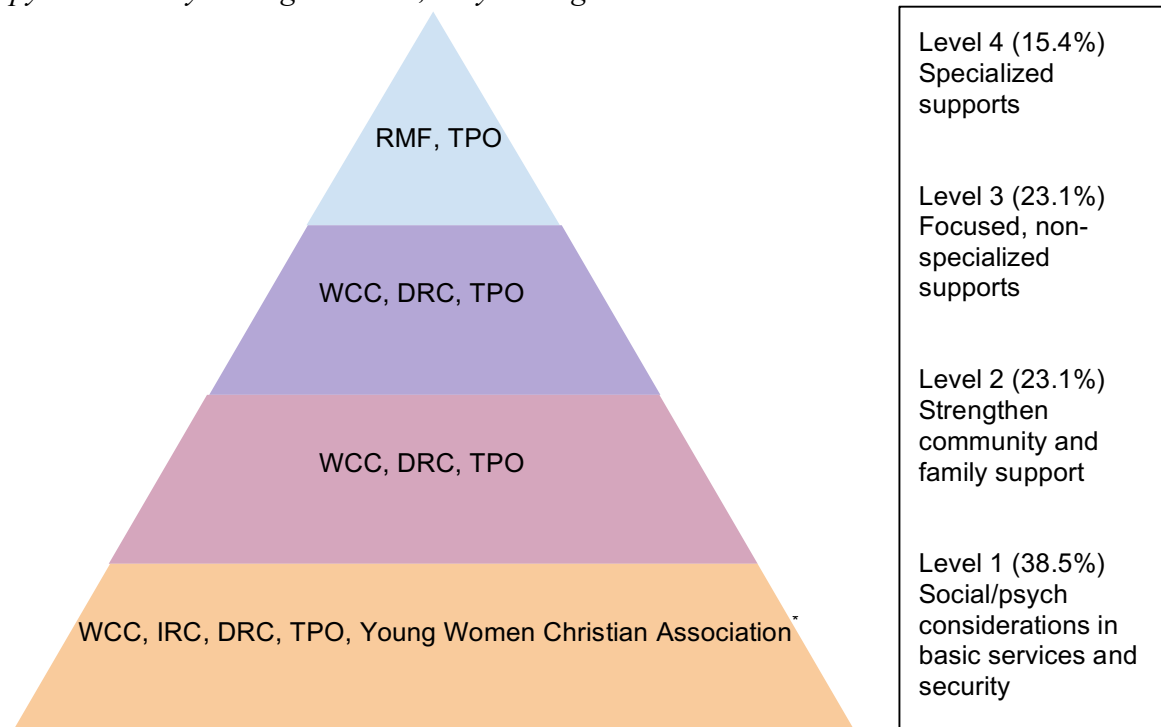 RMF, TPO
WCC, DRC, TPO
WCC, DRC, TPO
WCC, IRC, DRC, TPO, Young Women Christian Association*
Level 4 (15.4%)
Specialized
supports
Level 3 (23.1%)
Focused, non-
specialized
supports
Level 2 (23.1%)
Strengthen
community and
family support
Level 1 (38.5%)
Social/psych
considerations in
basic services and
security